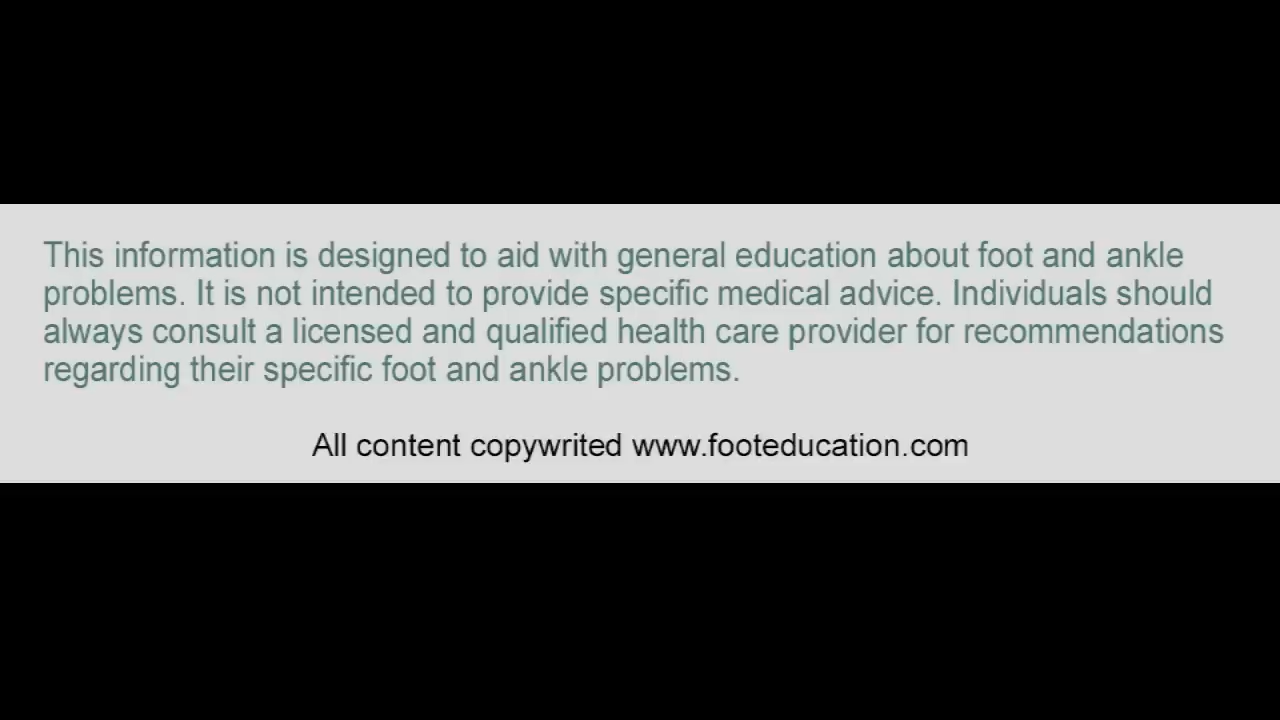 This information is designed to aid with general education about foot and ankle
problems. It is not intended to provide specific medical advice. Individuals should
always consult a licensed and qualified health care provider for recommendations
regarding their specific foot and ankle problems.
All content copywrited www.footeducation.com